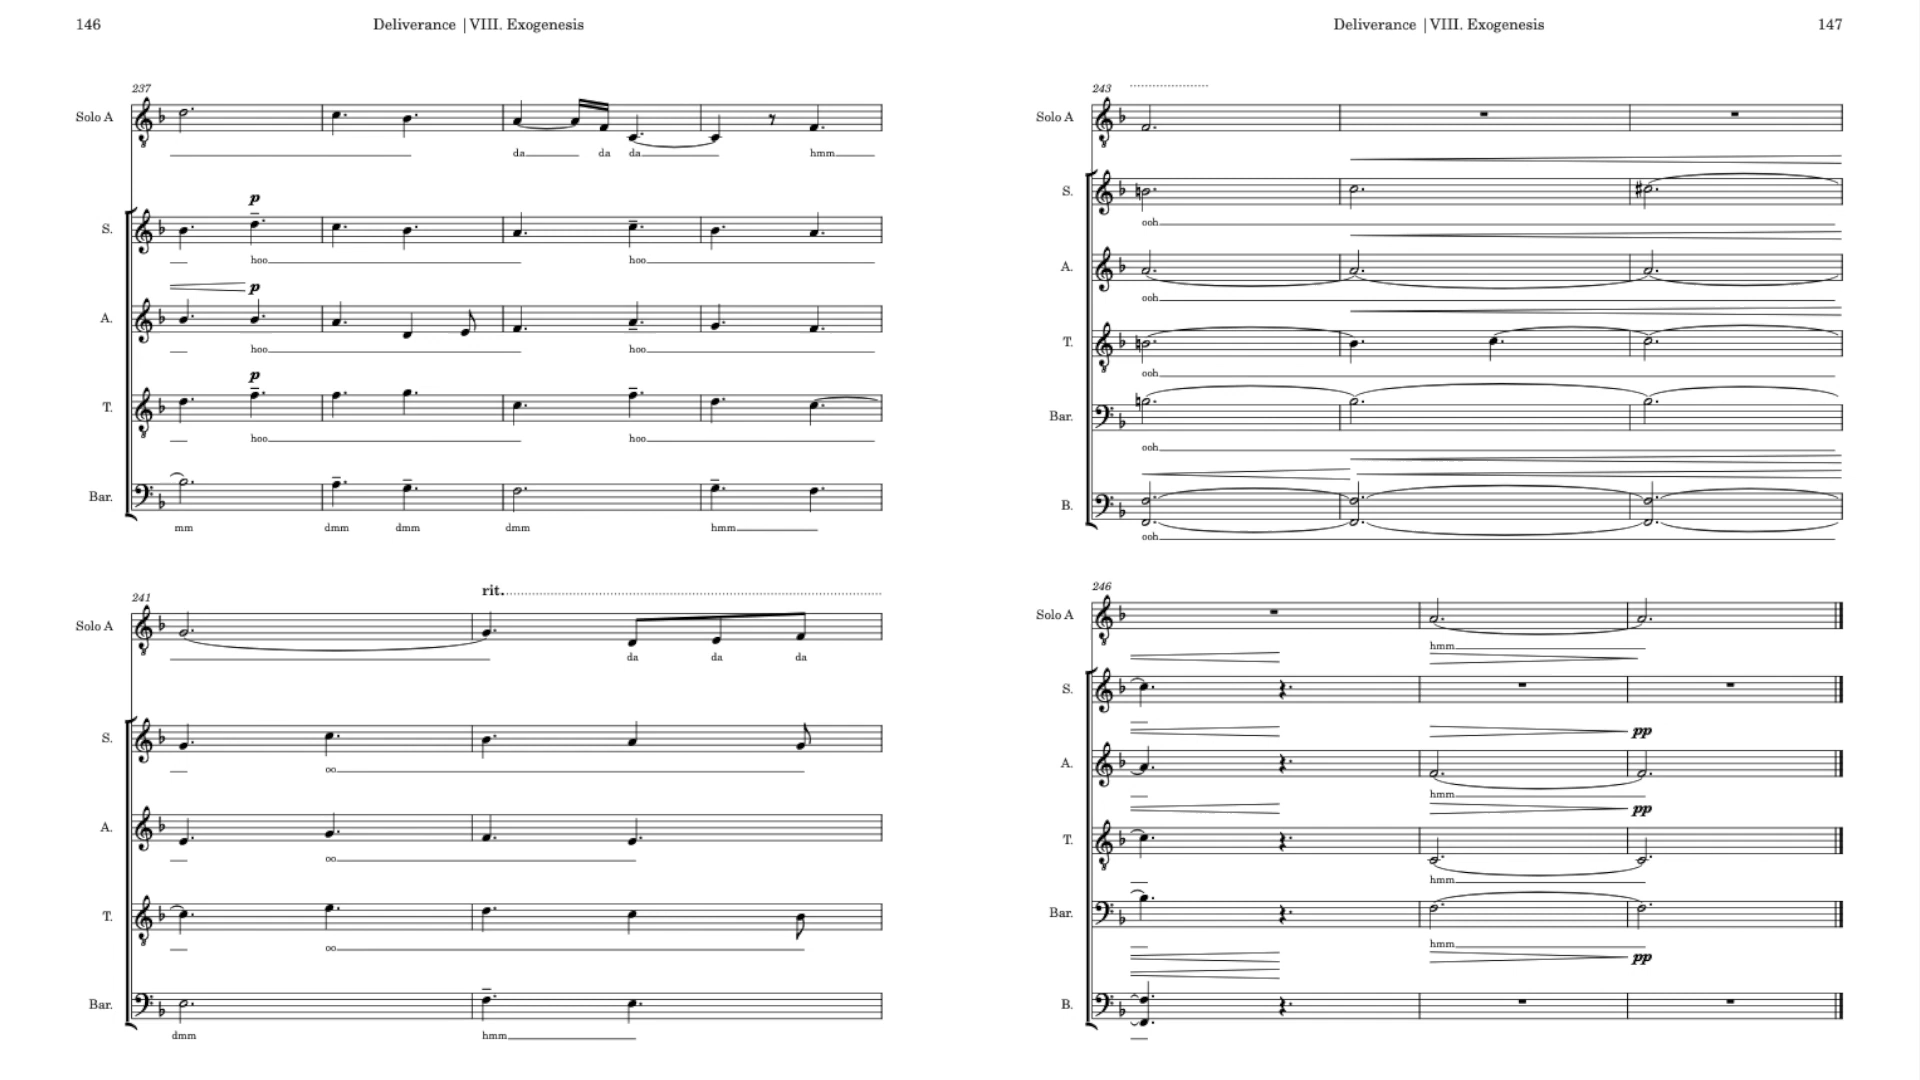 146
Deliverance | VIII. Exogenesis
237
Solo A
da da da hmm
p
S.
hoo hoo
p
A.
hoo hoo
p
T.
hoo hoo
Bar.
mm dmm dmm dmm hmm
241
rit.
Solo A
da da da
S.
oo
A.
oo
T.
oo
Bar.
dmm hmm
Deliverance | VIII. Exogenesis
147
243
Solo A
S.
ooh
A.
ooh
T.
ooh
Bar.
ooh
B.
ooh
246
Solo A
hmm
S.
pp
A.
hmm
pp
T.
hmm
Bar.
hmm
pp
B.